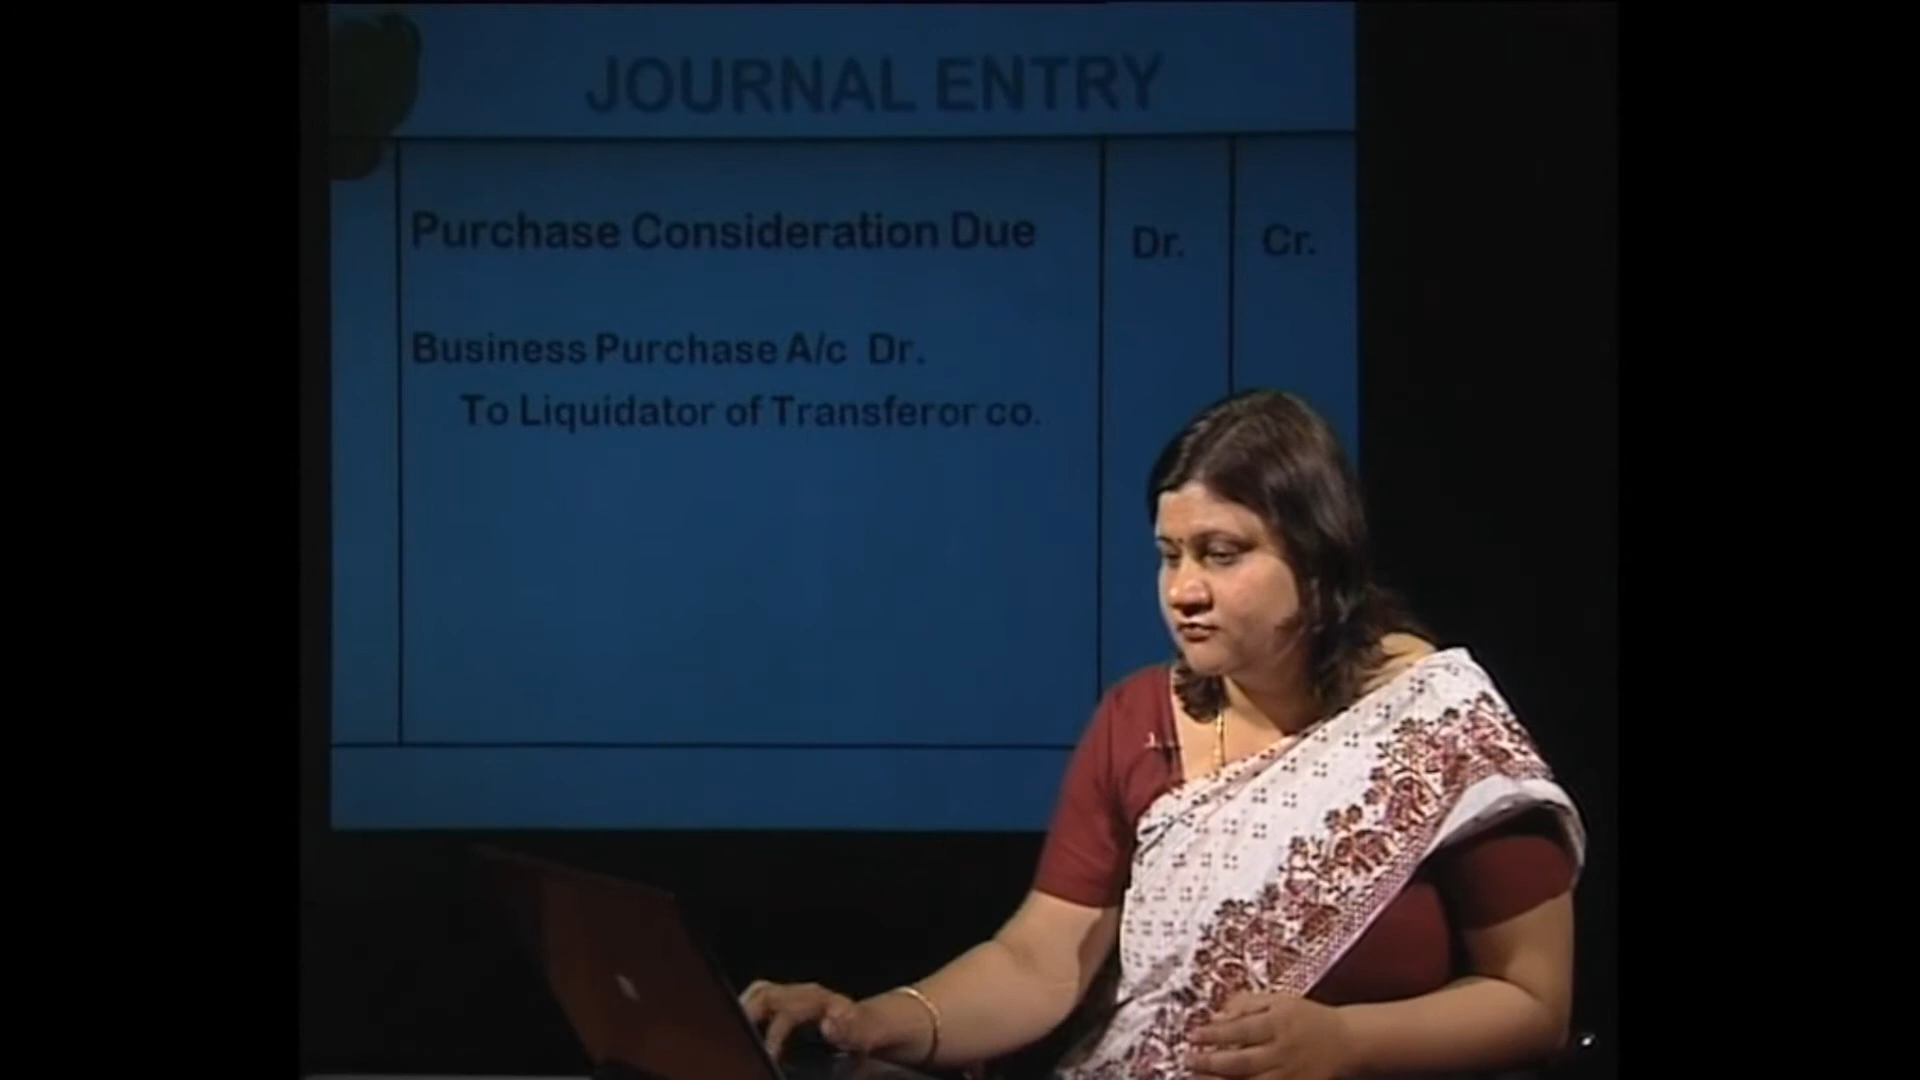 JOURNAL ENTRY
Purchase Consideration Due
Dr.
Cr.
Business Purchase A/c Dr.
To Liquidator of Transferor co.